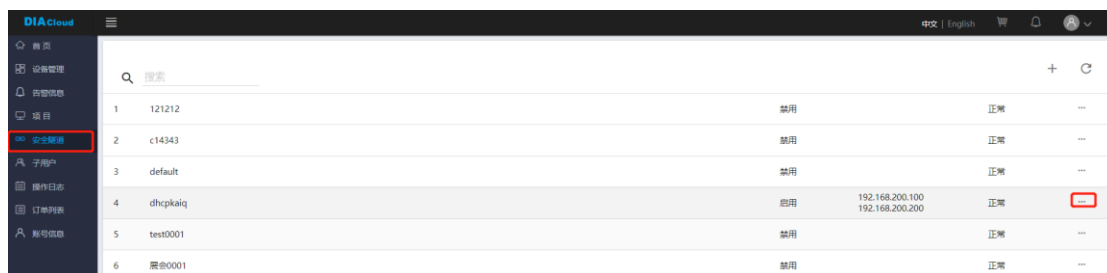 DIACloud
中文 | English
首页
设备管理
告警信息
项目
安全隧道
子用户
操作日志
订单列表
账号信息
搜索
1 121212 禁用 正常 ...
2 c14343 禁用 正常 ...
3 default 禁用 正常 ...
4 dhcpkaiq 启用 192.168.200.100 正常 ...
192.168.200.200
5 test0001 禁用 正常 ...
6 展会0001 禁用 正常 ...